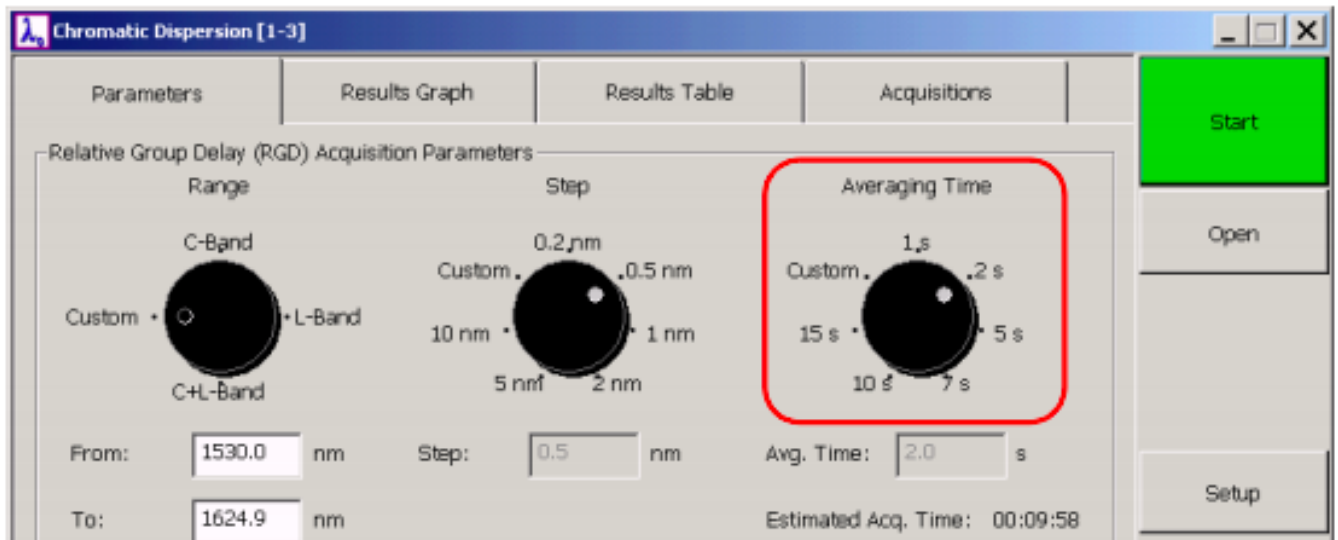 Chromatic Dispersion [1-3]
Parameters
Results Graph
Results Table
Acquisitions
Start
Open
Setup
Relative Group Delay (RGD) Acquisition Parameters
Range
C-Band
Custom
L-Band
C+L-Band
Step
0.2 nm
Custom
0.5 nm
10 nm
1 nm
5 nm
2 nm
Averaging Time
1 s
Custom
2 s
15 s
5 s
10 s
7 s
From: 1530.0 nm
Step: 0.5 nm
Avg. Time: 2.0 s
To: 1624.9 nm
Estimated Acq. Time: 00:09:58